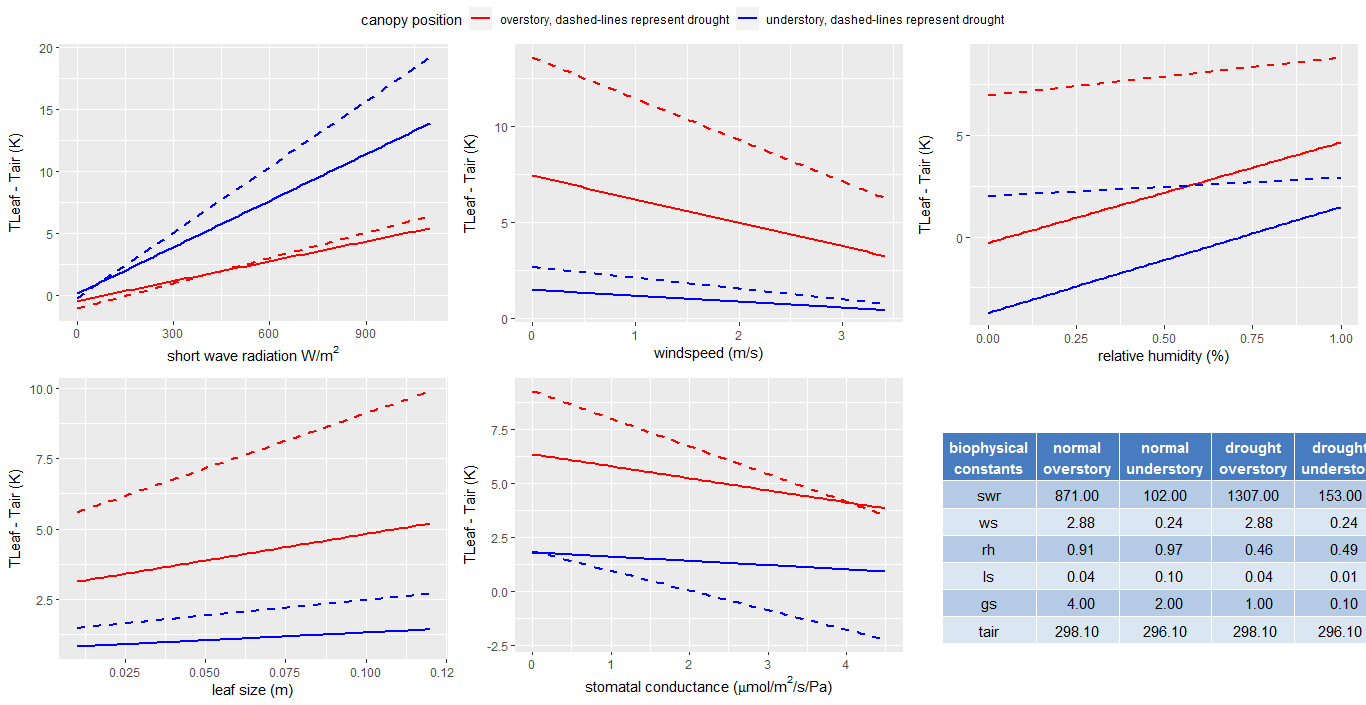 canopy position overstory, dashed-lines represent drought understory, dashed-lines represent drought
TLeaf - Tair (K)
20
15
10
5
0
0 300 600 900
short wave radiation W/m²
TLeaf - Tair (K)
10
5
0
0 1 2 3
windspeed (m/s)
TLeaf - Tair (K)
5
0
0.00 0.25 0.50 0.75 1.00
relative humidity (%)
TLeaf - Tair (K)
10.0
7.5
5.0
2.5
0.025 0.050 0.075 0.100 0.12
leaf size (m)
TLeaf - Tair (K)
7.5
5.0
2.5
0.0
-2.5
0 1 2 3 4
stomatal conductance (μmol/m²/s/Pa)
biophysical constants normal overstory normal understory drought overstory drought understo
swr 871.00 102.00 1307.00 153.00
ws 2.88 0.24 2.88 0.24
rh 0.91 0.97 0.46 0.49
ls 0.04 0.10 0.04 0.01
gs 4.00 2.00 1.00 0.10
tair 298.10 296.10 298.10 296.10